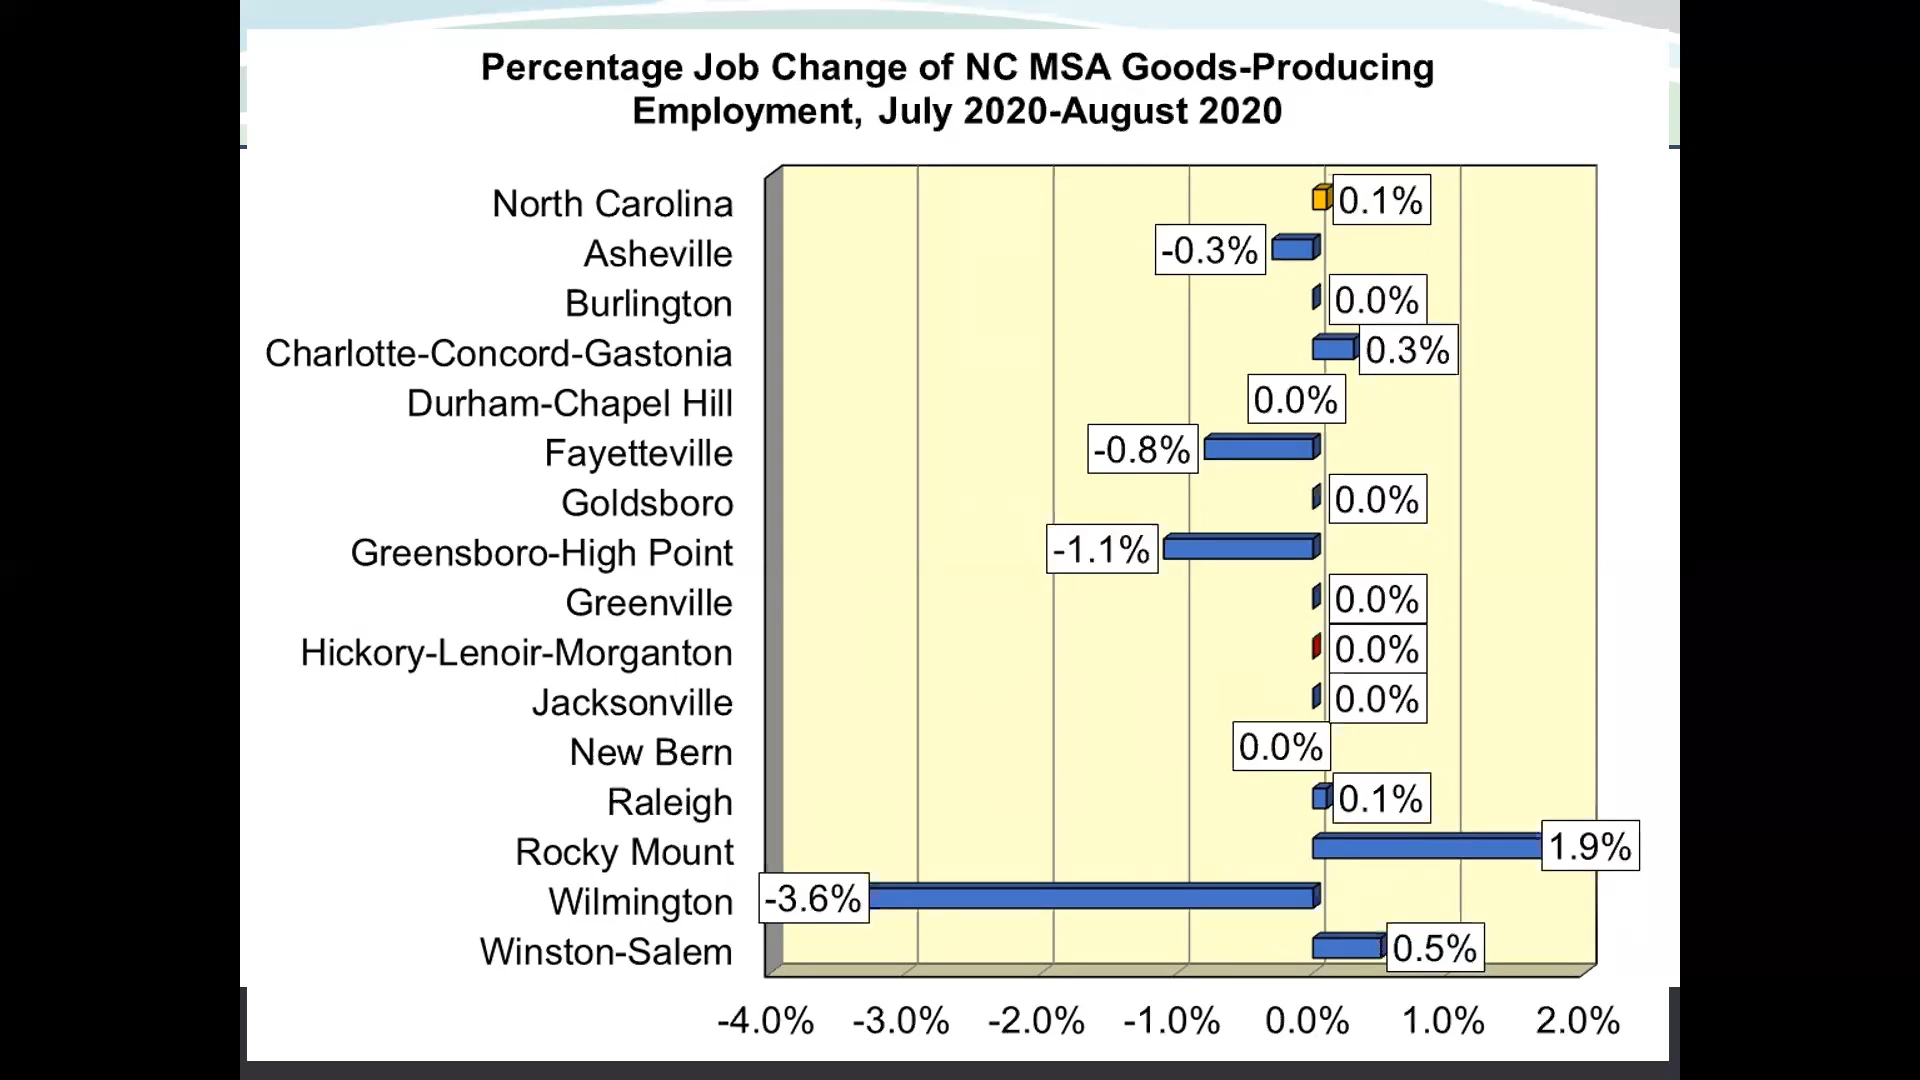 Percentage Job Change of NC MSA Goods-Producing
Employment, July 2020-August 2020
North Carolina 0.1%
Asheville -0.3%
Burlington 0.0%
Charlotte-Concord-Gastonia 0.3%
Durham-Chapel Hill 0.0%
Fayetteville -0.8%
Goldsboro 0.0%
Greensboro-High Point -1.1%
Greenville 0.0%
Hickory-Lenoir-Morganton 0.0%
Jacksonville 0.0%
New Bern 0.0%
Raleigh 0.1%
Rocky Mount 1.9%
Wilmington -3.6%
Winston-Salem 0.5%
-4.0% -3.0% -2.0% -1.0% 0.0% 1.0% 2.0%